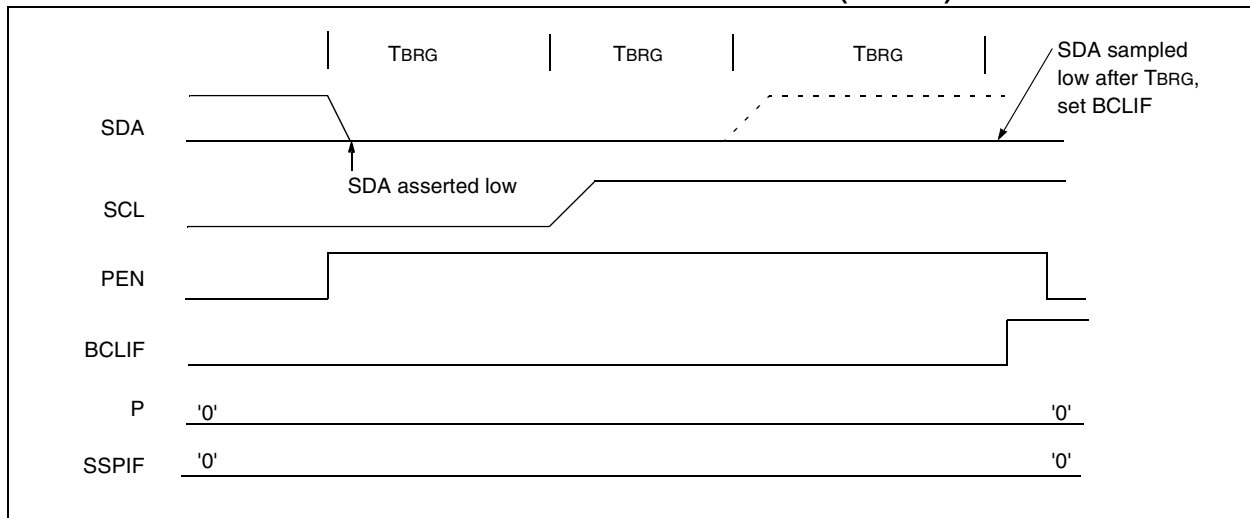 TBRG TBRG TBRG
SDA sampled
low after TBRG,
set BCLIF
SDA
SDA asserted low
SCL
PEN
BCLIF
P '0' '0'
SSPIF '0' '0'